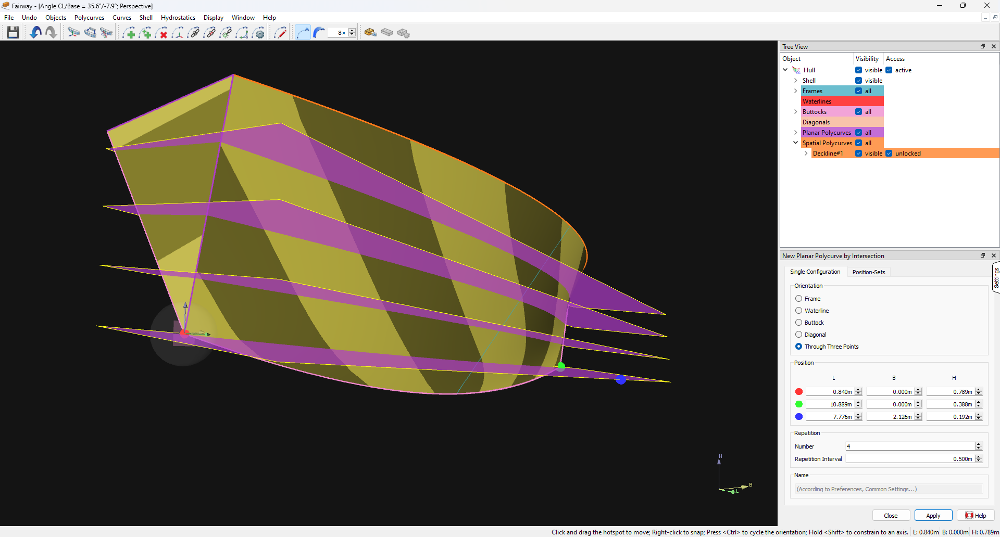 Fairway - [Angle CL/Base = 35.6°/-7.9°; Perspective]
File Undo Objects Polycurves Curves Shell Hydrostatics Display Window Help
8×
Tree View
Object Visibility Access
Hull visible active
Shell visible
Frames all
Waterlines
Buttocks all
Diagonals
Planar Polycurves all
Spatial Polycurves all
Deckline#1 visible unlocked
New Planar Polycurve by Intersection
Single Configuration Position-Sets
Settings
Orientation
Frame
Waterline
Buttock
Diagonal
Through Three Points
Position
L B H
0.840m 0.000m 0.789m
10.889m 0.000m 0.388m
7.776m 2.126m 0.192m
Repetition
Number 4
Repetition Interval 0.500m
Name
(According to Preferences, Common Settings...)
Close Apply Help
H
B
L
Click and drag the hotspot to move; Right-click to snap; Press <Ctrl> to cycle the orientation; Hold <Shift> to constrain to an axis. L: 0.840m B: 0.000m H: 0.789m